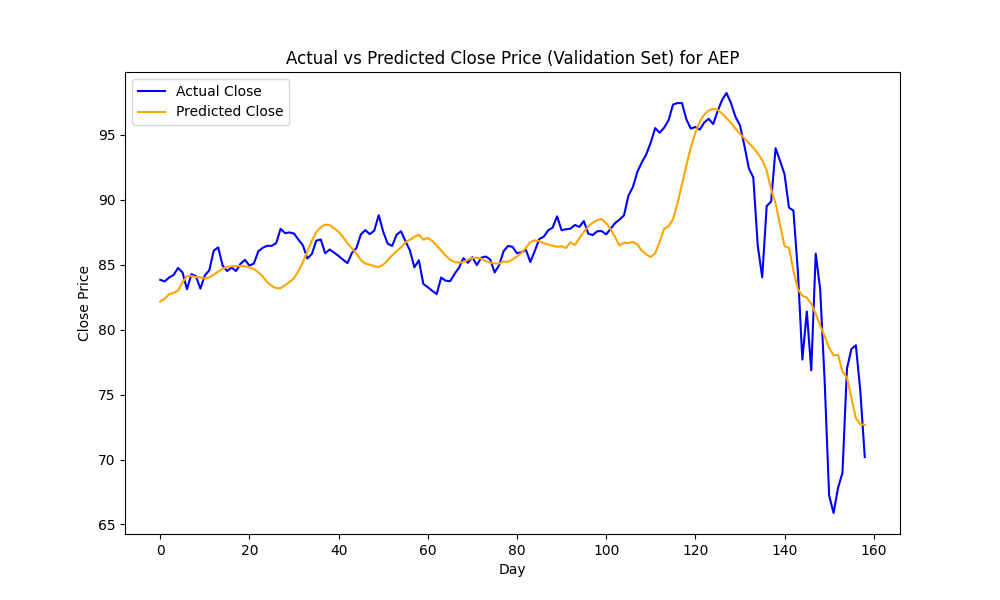 Actual vs Predicted Close Price (Validation Set) for AEP
Actual Close
Predicted Close
Close Price
95
90
85
80
75
70
65
0 20 40 60 80 100 120 140 160
Day